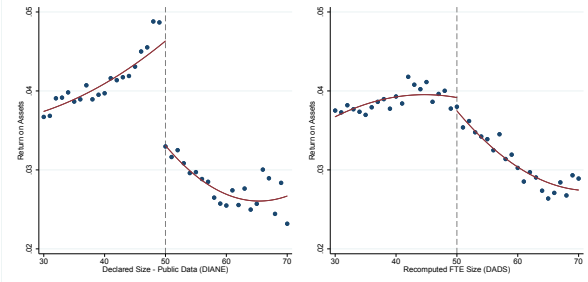 .05
.04
.03
.02
Return on Assets
30 40 50 60 70
Declared Size - Public Data (DIANE)
.05
.04
.03
.02
Return on Assets
30 40 50 60 70
Recomputed FTE Size (DADS)